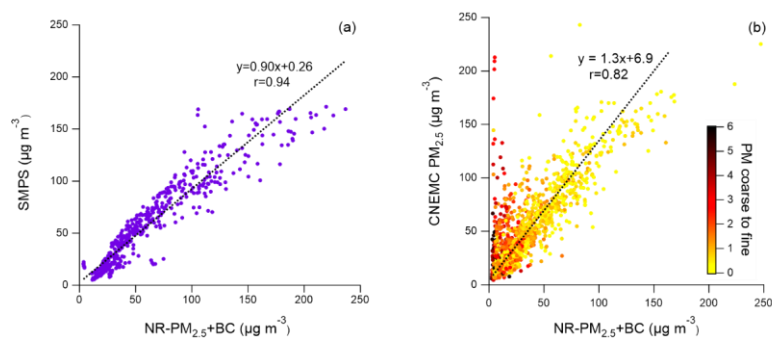 (a)
y=0.90x+0.26
r=0.94
250
200
150
100
50
0
SMPS (µg m⁻³)
0 50 100 150 200 250
NR-PM₂.₅+BC (µg m⁻³)
(b)
y = 1.3x+6.9
r=0.82
250
200
150
100
50
0
CNEMC PM₂.₅ (µg m⁻³)
0 50 100 150 200 250
NR-PM₂.₅+BC (µg m⁻³)
6
5
4
3
2
1
0
PM coarse to fine